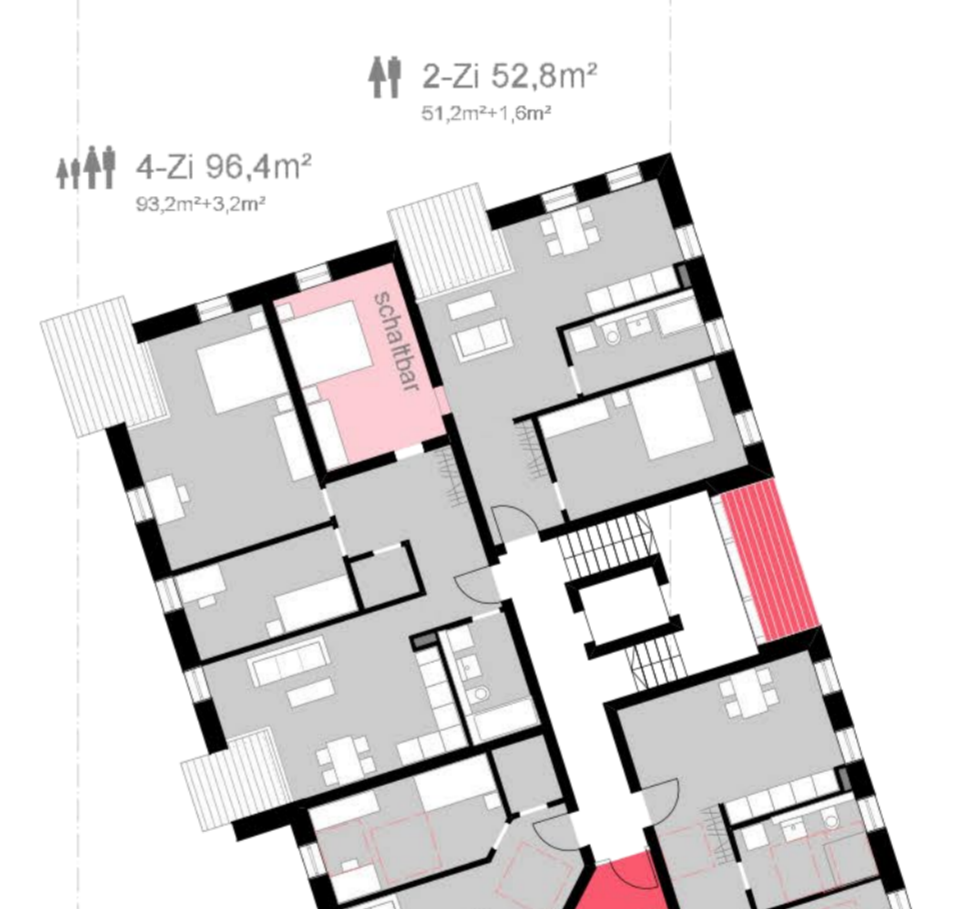 2-Zi 52,8m²
51,2m²+1,6m²
4-Zi 96,4m²
93,2m²+3,2m²
schaltbar